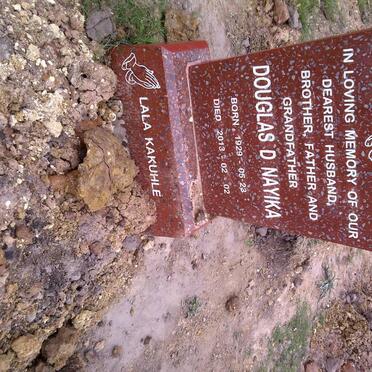 IN LOVING MEMORY OF OUR
DEAREST HUSBAND,
BROTHER, FATHER AND
GRANDFATHER
DOUGLAS D NAVIKA
BORN: 1929. 05. 23
DIED: 2013. 02. 02
LALA KAKUHLE